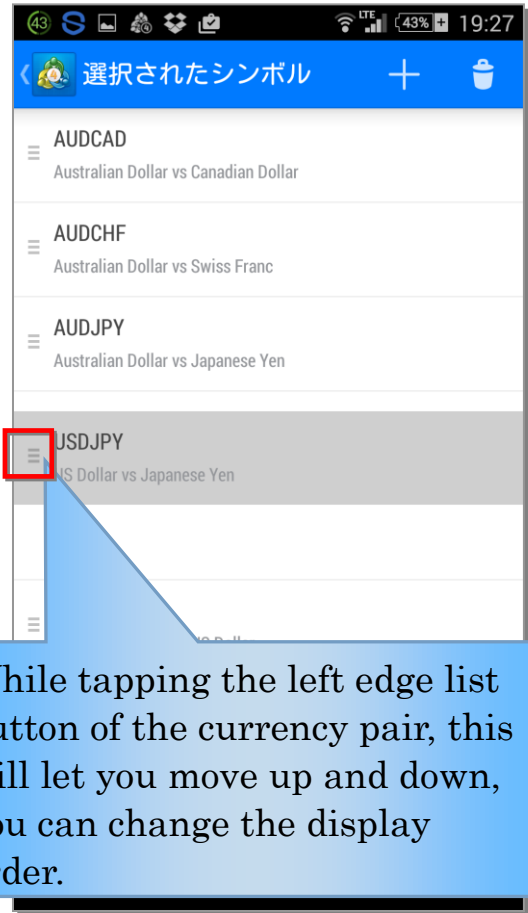 43 LTE 43% 19:27
選択されたシンボル
AUDCAD
Australian Dollar vs Canadian Dollar
AUDCHF
Australian Dollar vs Swiss Franc
AUDJPY
Australian Dollar vs Japanese Yen
USDJPY
US Dollar vs Japanese Yen
hile tapping the left edge list
utton of the currency pair, this
ill let you move up and down,
ou can change the display
rder.